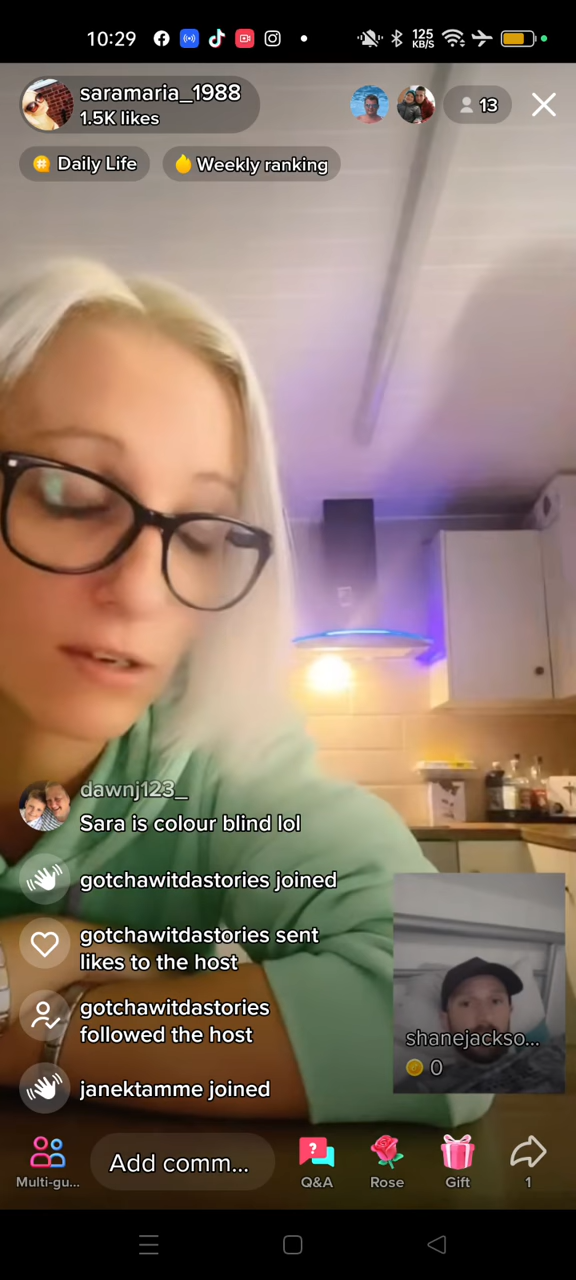 10:29
125
KB/S
saramaria_1988
1.5K likes
13
Daily Life
Weekly ranking
dawnj123_
Sara is colour blind lol
gotchawitdastories joined
gotchawitdastories sent
likes to the host
gotchawitdastories
followed the host
janektamme joined
shanejackso...
0
Multi-gu...
Add comm...
Q&A
Rose
Gift
1